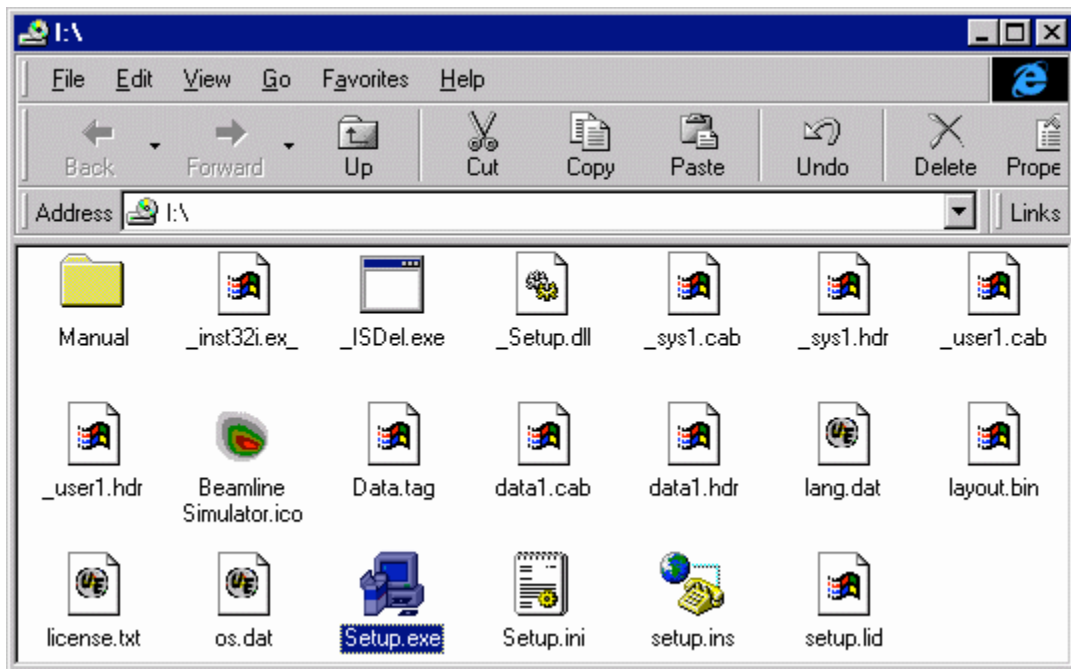 I:\
File Edit View Go Favorites Help
Back Forward Up Cut Copy Paste Undo Delete Prope
Address I:\ Links
Manual _inst32i.ex_ _ISDel.exe _Setup.dll _sys1.cab _sys1.hdr _user1.cab
_user1.hdr Beamline Data.tag data1.cab data1.hdr lang.dat layout.bin
Simulator.ico
license.txt os.dat Setup.exe Setup.ini setup.ins setup.lid